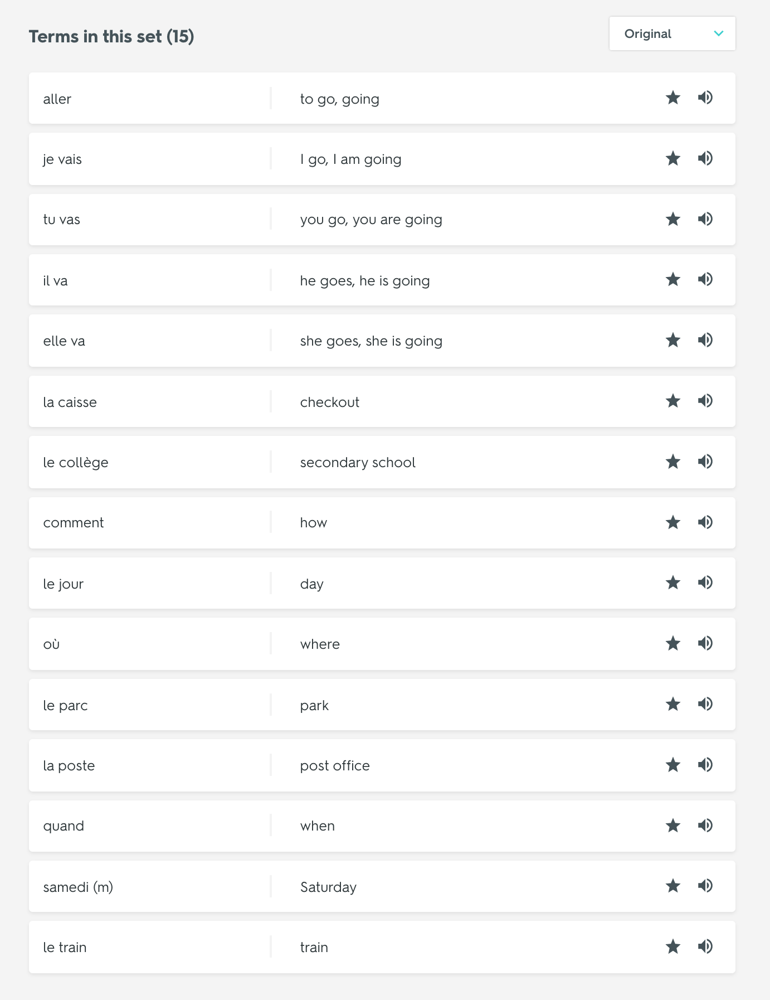 Terms in this set (15)
Original
aller
to go, going
je vais
I go, I am going
tu vas
you go, you are going
il va
he goes, he is going
elle va
she goes, she is going
la caisse
checkout
le collège
secondary school
comment
how
le jour
day
où
where
le parc
park
la poste
post office
quand
when
samedi (m)
Saturday
le train
train